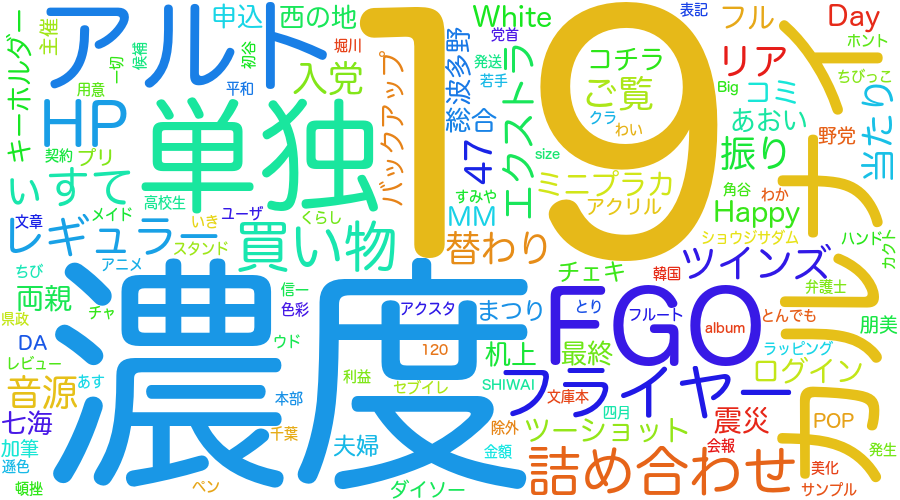 アルト
19
カルナイ
濃度
単独
FGO
HP
買い物
フライヤー
詰め合わせ
レギュラー
ツインズ
キーホルダー
主催
申込
西の地
White
党首
表記
フル
Day
ホント
ちびっこ
候補
初谷
堀川
一切
用意
平和
入党
バックアップ
総合
波多野
発送
若手
エクストラ
コチラ
ご覧
クラ
わい
リア
Big
コミ
あおい
野党
当たり
契約
プリ
ぃすて
高校生
47
size
すみや
MM
ミニプラカ
アクリル
振り
角谷
わか
Happy
ショウジサダム
ハンドト
カクト
文章
メイド
いき
ユーザ
くらし
スタンド
アニメ
替わり
チェキ
韓国
弁護士
ちび
両親
チャ
信一
色彩
アクスタ
まつり
とり
フルート
album
とんでも
朋美
県政
DA
ウド
120
机上
最終
ラッピング
レビュー
音源
あす
本部
利益
セブイレ
SHIWAI
文庫本
ログイン
七海
千葉
除外
四月
ツーショット
震災
会報
POP
加筆
遜色
夫婦
金額
発生
美化
頓挫
ペン
ダイソー
サンプル